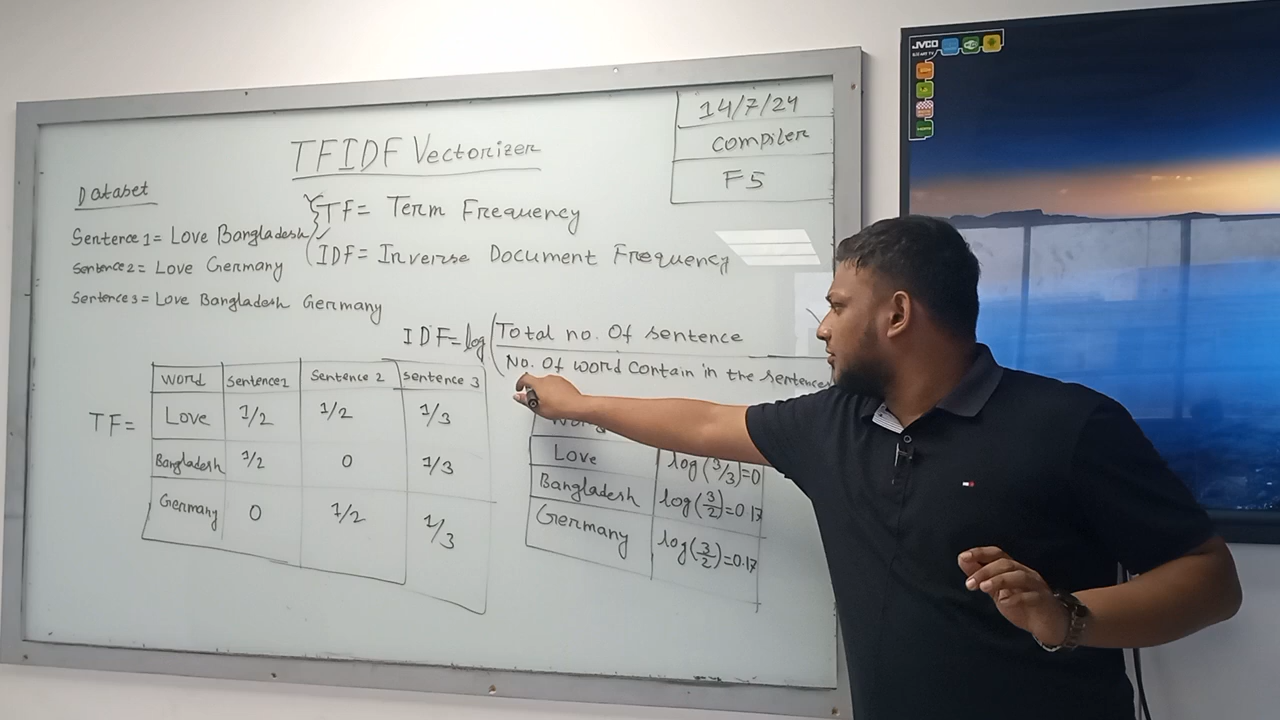 14/7/24
Compiler
F5
TFIDF Vectorizer
Dataset
TF= Term Frequency
Sentence 1= Love Bangladesh
IDF= Inverse Document Frequency
Sentence 2= Love Germany
Sentence 3= Love Bangladesh Germany
IDF=log(Total no. Of sentence
No. Of word Contain in the sentence
TF=
Word Sentence1 Sentence 2 Sentence 3
Love 1/2 1/2 1/3
Bangladesh 1/2 0 1/3
Germany 0 1/2 1/3
Love log(3/3)=0
Bangladesh log(3/2)=0.17
Germany log(3/2)=0.17
JVCO